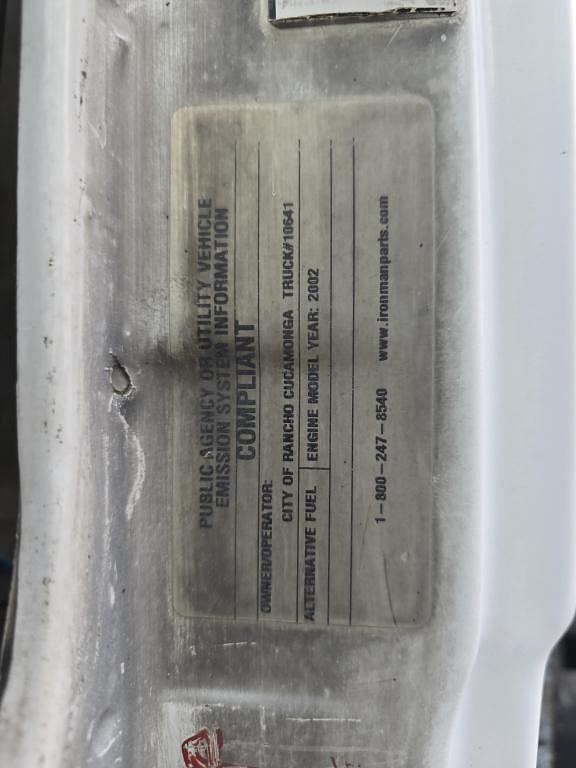 PUBLIC AGENCY OR UTILITY VEHICLE
EMISSION SYSTEM INFORMATION
COMPLIANT
OWNER/OPERATOR:
CITY OF RANCHO CUCAMONGA TRUCK#10641
ALTERNATIVE FUEL ENGINE MODEL YEAR: 2002
1-800-247-8540 www.ironmanparts.com